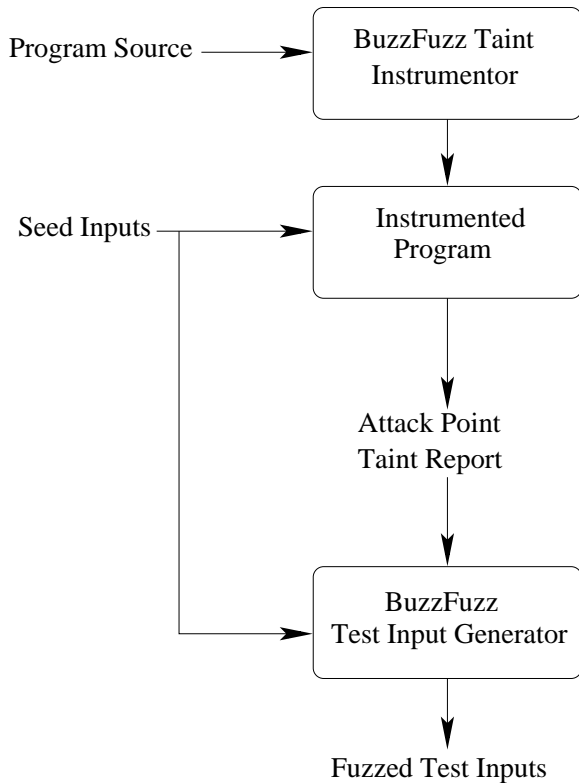 Program Source
BuzzFuzz Taint
Instrumentor
Seed Inputs
Instrumented
Program
Attack Point
Taint Report
BuzzFuzz
Test Input Generator
Fuzzed Test Inputs